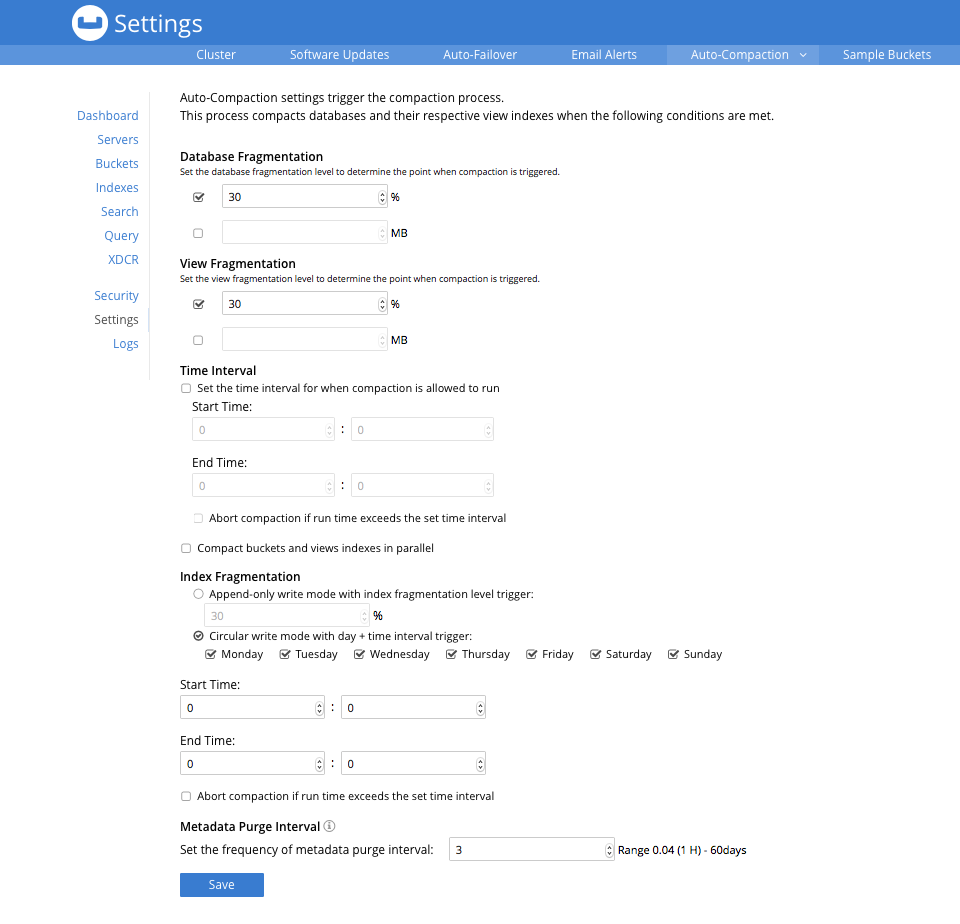 Settings
Cluster Software Updates Auto-Failover Email Alerts Auto-Compaction Sample Buckets
Dashboard
Servers
Buckets
Indexes
Search
Query
XDCR
Security
Settings
Logs
Auto-Compaction settings trigger the compaction process.
This process compacts databases and their respective view indexes when the following conditions are met.
Database Fragmentation
Set the database fragmentation level to determine the point when compaction is triggered.
30 %
MB
View Fragmentation
Set the view fragmentation level to determine the point when compaction is triggered.
30 %
MB
Time Interval
Set the time interval for when compaction is allowed to run
Start Time:
0 : 0
End Time:
0 : 0
Abort compaction if run time exceeds the set time interval
Compact buckets and views indexes in parallel
Index Fragmentation
Append-only write mode with index fragmentation level trigger:
30 %
Circular write mode with day + time interval trigger:
Monday Tuesday Wednesday Thursday Friday Saturday Sunday
Start Time:
0 : 0
End Time:
0 : 0
Abort compaction if run time exceeds the set time interval
Metadata Purge Interval
Set the frequency of metadata purge interval: 3 Range 0.04 (1 H) - 60days
Save